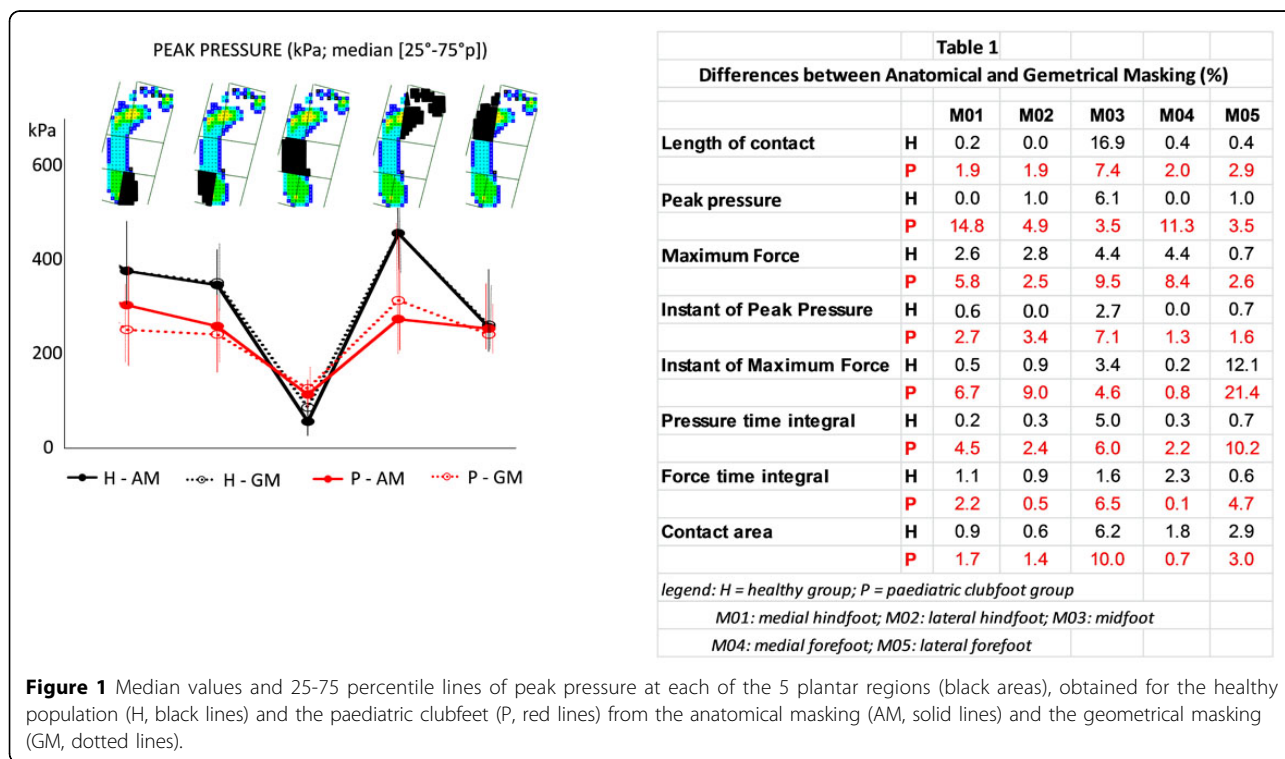 PEAK PRESSURE (kPa; median [25°-75°p])
kPa
600
400
200
0
H - AM H - GM P - AM P - GM
Table 1
Differences between Anatomical and Gemetrical Masking (%)
M01 M02 M03 M04 M05
Length of contact H 0.2 0.0 16.9 0.4 0.4
P 1.9 1.9 7.4 2.0 2.9
Peak pressure H 0.0 1.0 6.1 0.0 1.0
P 14.8 4.9 3.5 11.3 3.5
Maximum Force H 2.6 2.8 4.4 4.4 0.7
P 5.8 2.5 9.5 8.4 2.6
Instant of Peak Pressure H 0.6 0.0 2.7 0.0 0.7
P 2.7 3.4 7.1 1.3 1.6
Instant of Maximum Force H 0.5 0.9 3.4 0.2 12.1
P 6.7 9.0 4.6 0.8 21.4
Pressure time integral H 0.2 0.3 5.0 0.3 0.7
P 4.5 2.4 6.0 2.2 10.2
Force time integral H 1.1 0.9 1.6 2.3 0.6
P 2.2 0.5 6.5 0.1 4.7
Contact area H 0.9 0.6 6.2 1.8 2.9
P 1.7 1.4 10.0 0.7 3.0
legend: H = healthy group; P = paediatric clubfoot group
M01: medial hindfoot; M02: lateral hindfoot; M03: midfoot
M04: medial forefoot; M05: lateral forefoot
Figure 1 Median values and 25-75 percentile lines of peak pressure at each of the 5 plantar regions (black areas), obtained for the healthy
population (H, black lines) and the paediatric clubfeet (P, red lines) from the anatomical masking (AM, solid lines) and the geometrical masking
(GM, dotted lines).